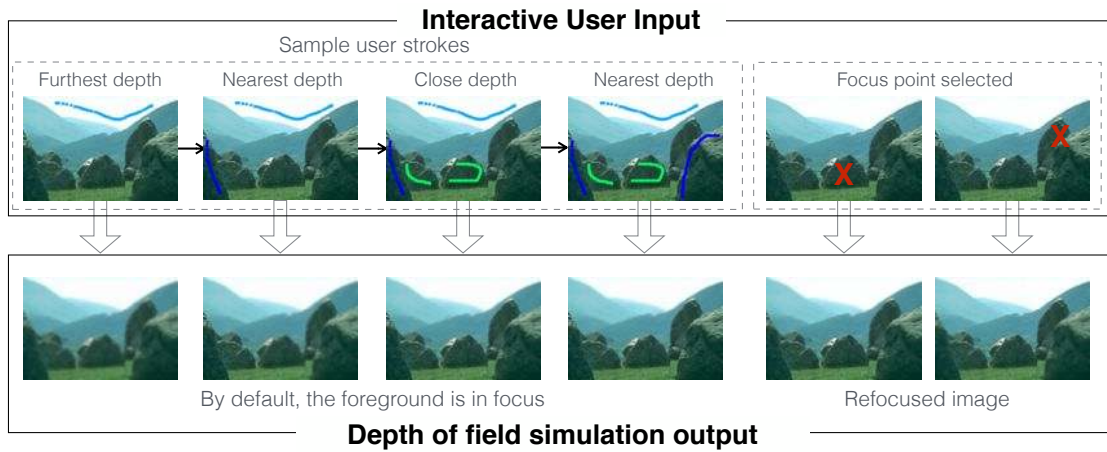 Interactive User Input
Sample user strokes
Furthest depth
Nearest depth
Close depth
Nearest depth
Focus point selected
X
X
By default, the foreground is in focus
Refocused image
Depth of field simulation output